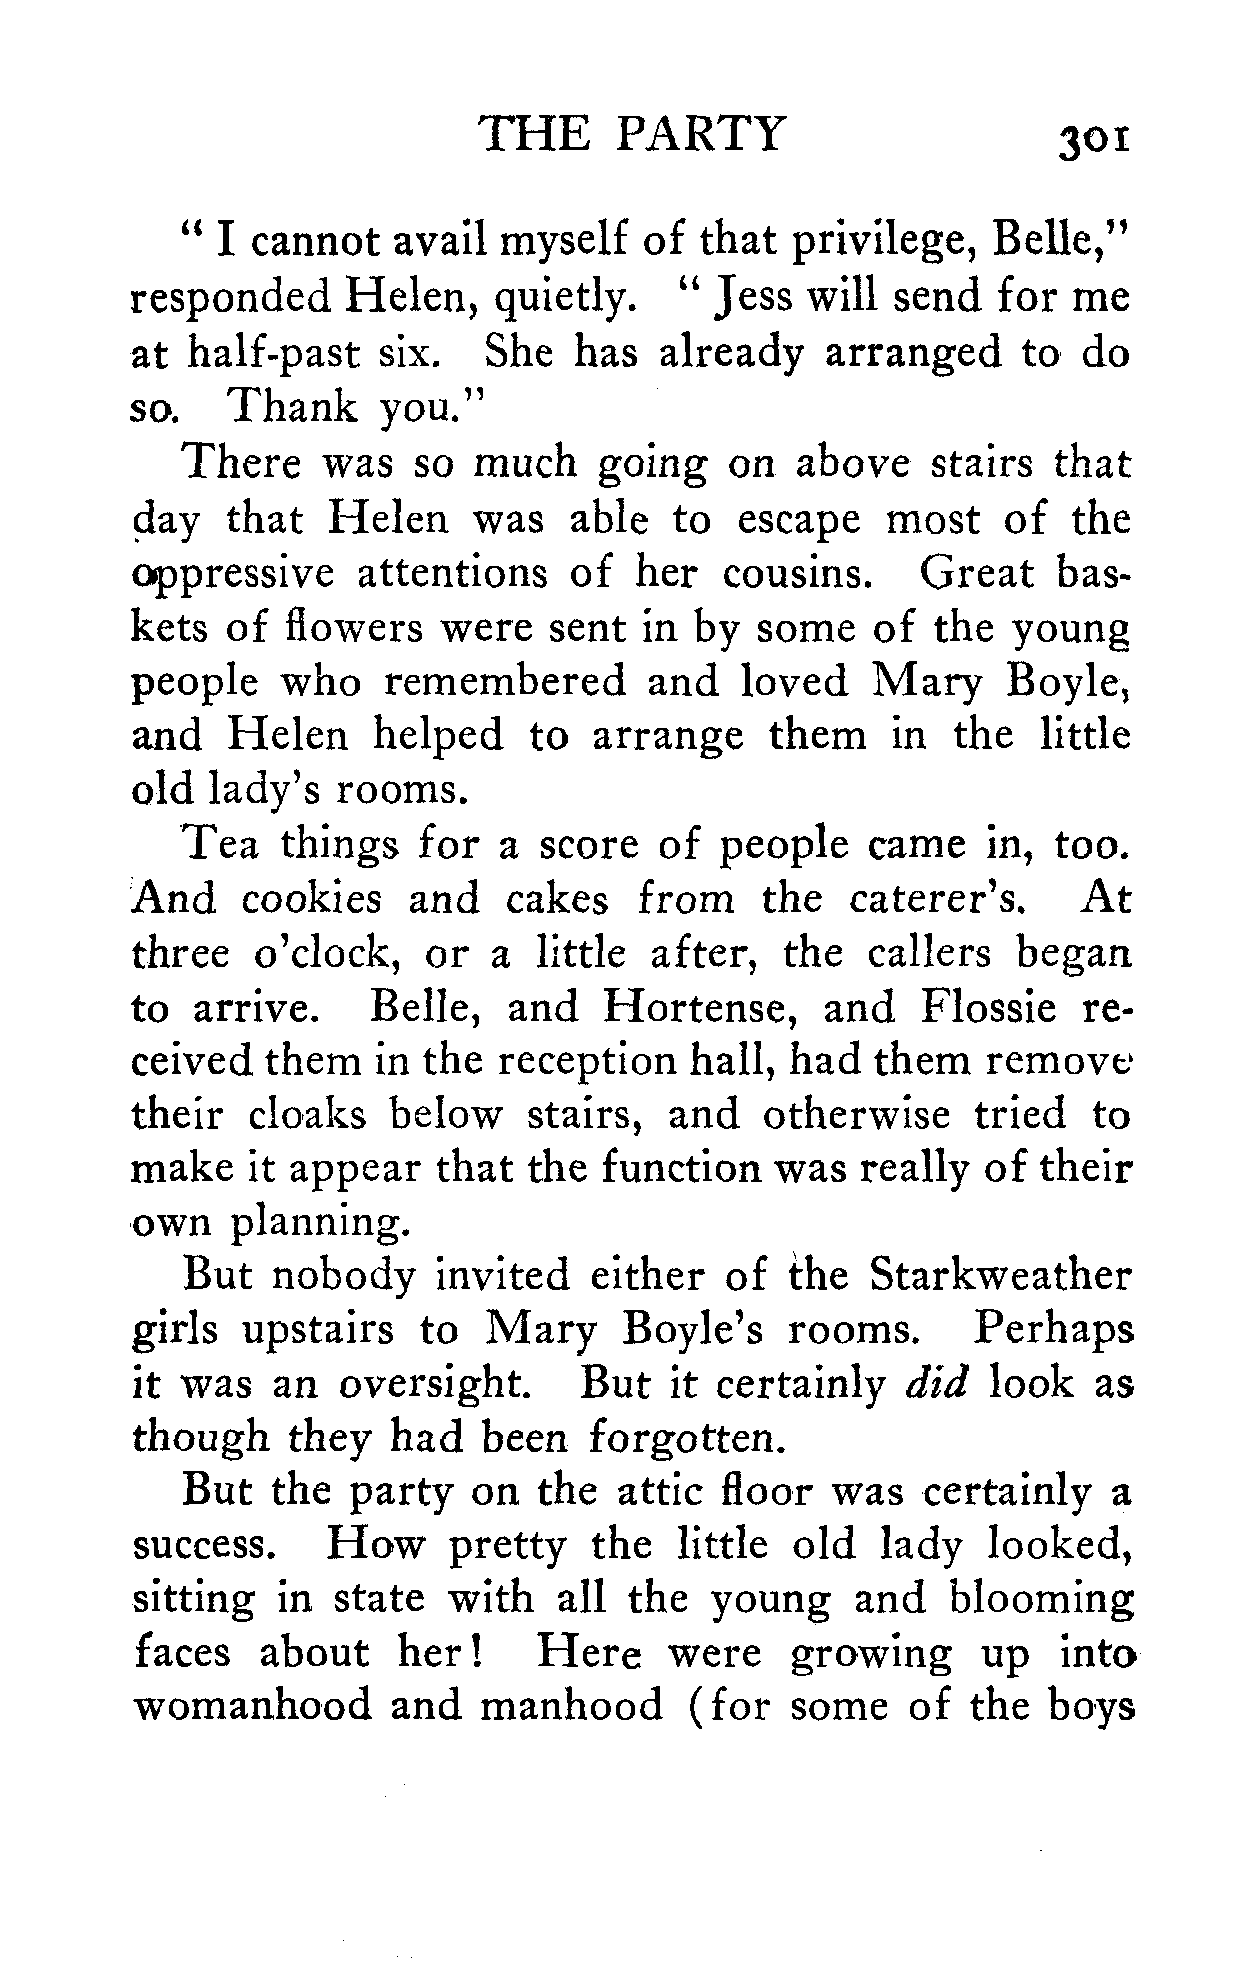 THE PARTY 301
" I cannot avail myself of that privilege, Belle,"
responded Helen, quietly. " Jess will send for me
at half-past six. She has already arranged to do
so. Thank you."
There was so much going on above stairs that
day that Helen was able to escape most of the
oppressive attentions of her cousins. Great bas-
kets of flowers were sent in by some of the young
people who remembered and loved Mary Boyle,
and Helen helped to arrange them in the little
old lady's rooms.
Tea things for a score of people came in, too.
And cookies and cakes from the caterer's. At
three o'clock, or a little after, the callers began
to arrive. Belle, and Hortense, and Flossie re-
ceived them in the reception hall, had them remove
their cloaks below stairs, and otherwise tried to
make it appear that the function was really of their
own planning.
But nobody invited either of the Starkweather
girls upstairs to Mary Boyle's rooms. Perhaps
it was an oversight. But it certainly did look as
though they had been forgotten.
But the party on the attic floor was certainly a
success. How pretty the little old lady looked,
sitting in state with all the young and blooming
faces about her! Here were growing up into
womanhood and manhood (for some of the boys